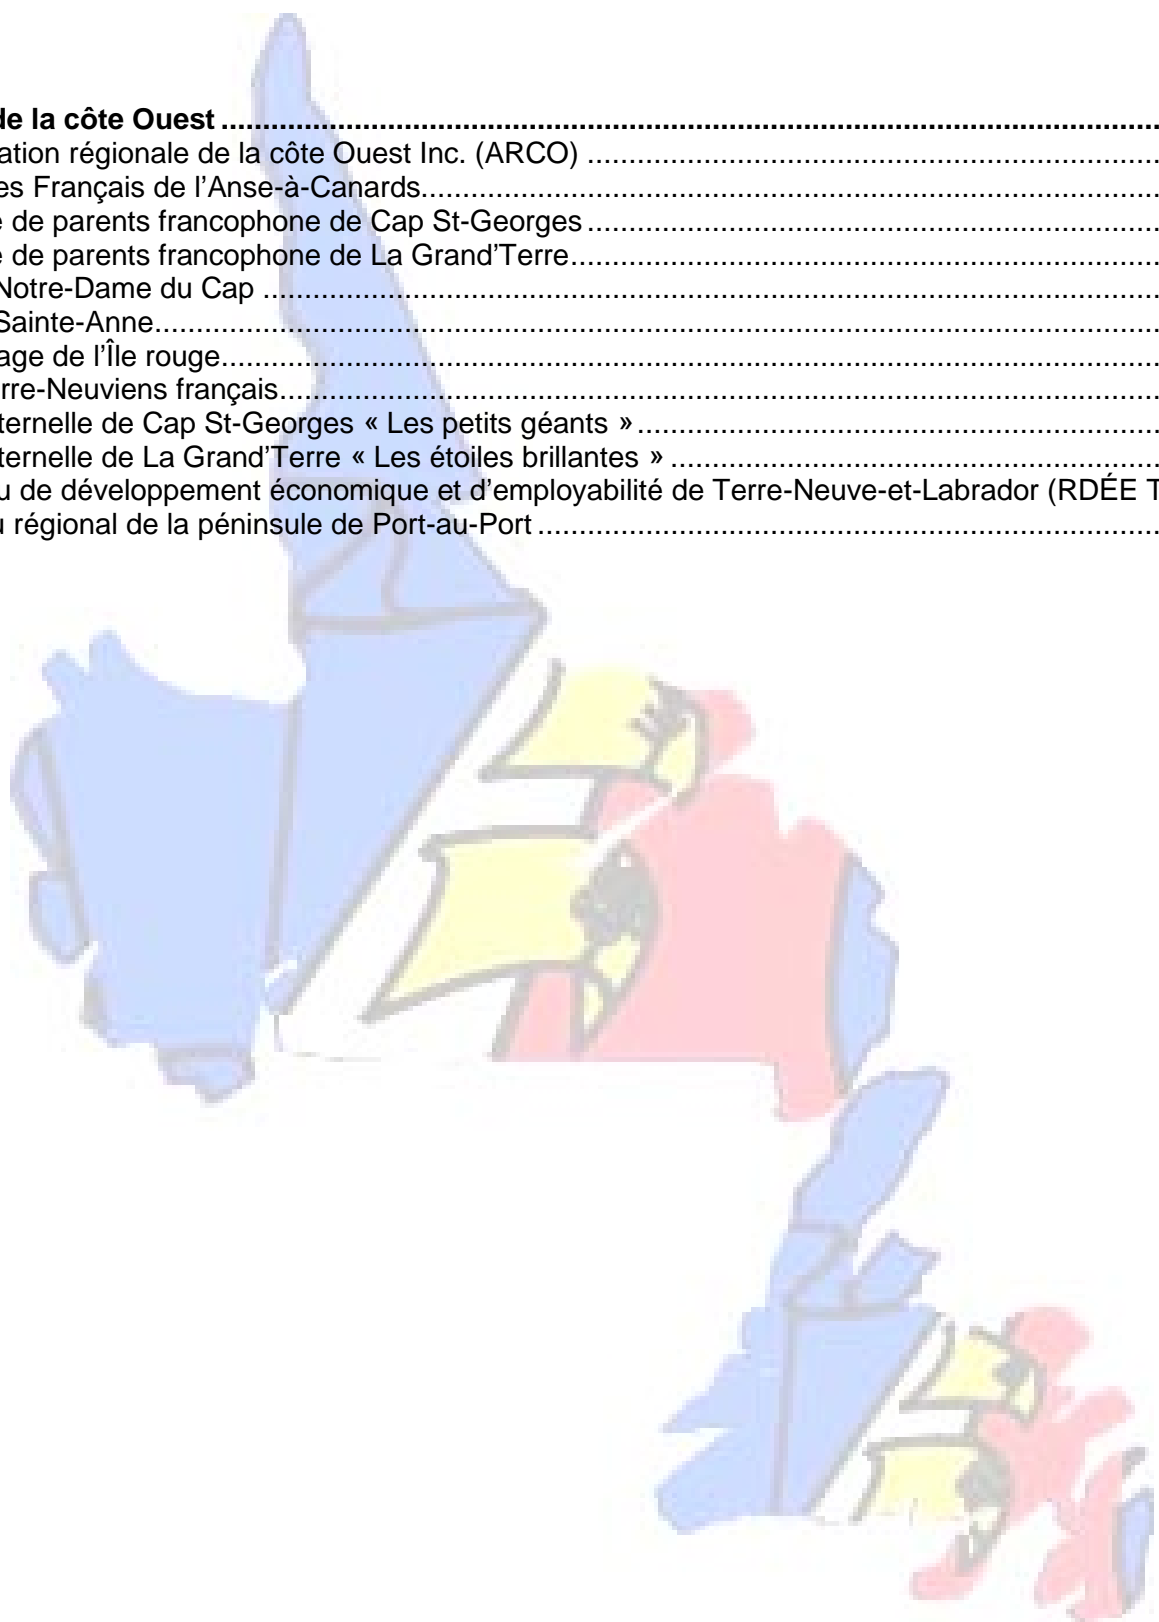 de la côte Ouest ................................................................................
ation régionale de la côte Ouest Inc. (ARCO) ................................................................................
es Français de l'Anse-à-Canards................................................................................
e de parents francophone de Cap St-Georges ................................................................................
e de parents francophone de La Grand'Terre................................................................................
Notre-Dame du Cap ................................................................................
Sainte-Anne................................................................................
age de l'Île rouge................................................................................
rre-Neuviens français................................................................................
ternelle de Cap St-Georges « Les petits géants » ................................................................................
ternelle de La Grand'Terre « Les étoiles brillantes » ................................................................................
u de développement économique et d'employabilité de Terre-Neuve-et-Labrador (RDÉE T
u régional de la péninsule de Port-au-Port ................................................................................